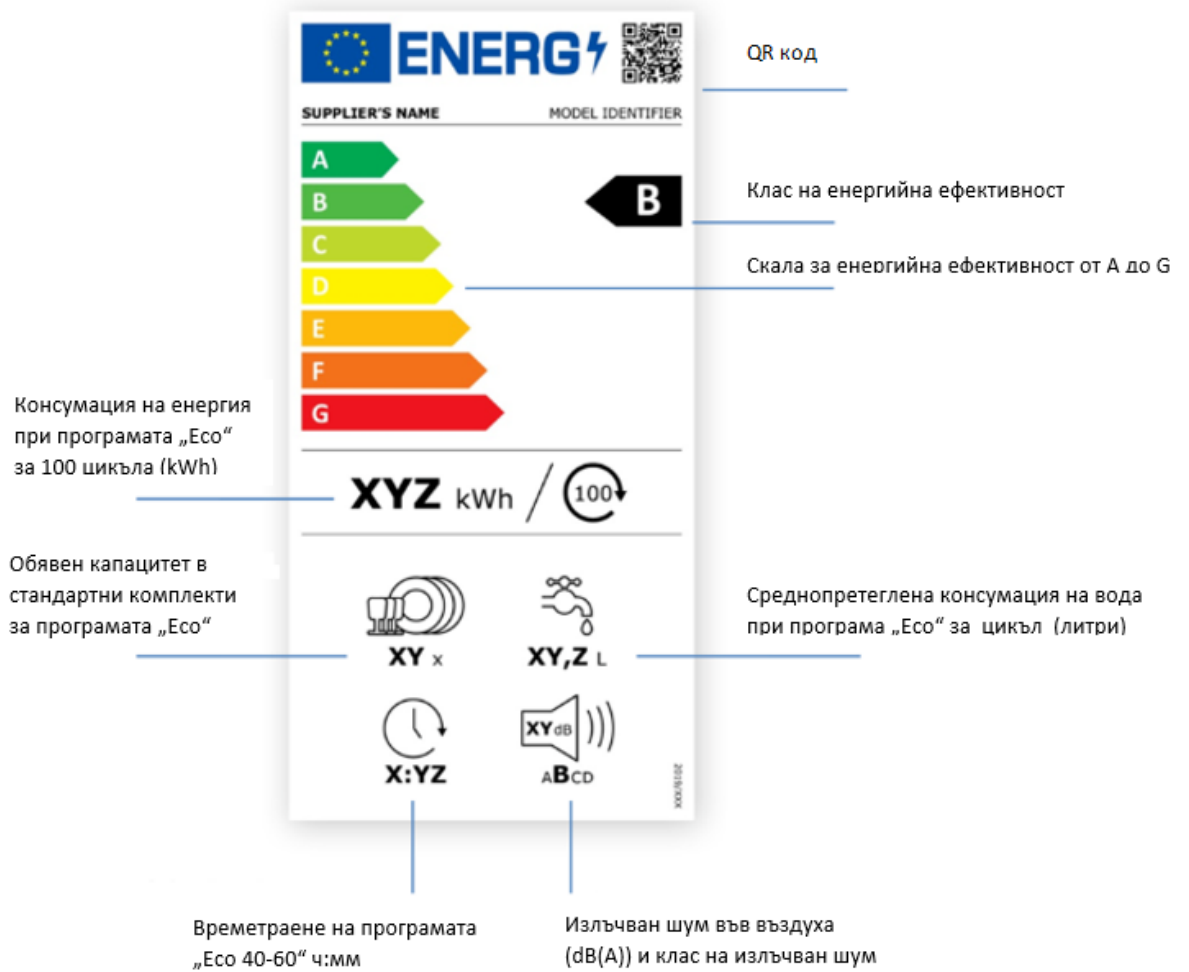 ENERG
QR код
SUPPLIER'S NAME MODEL IDENTIFIER
A
B B
Клас на енергийна ефективност
C
Скала за енергийна ефективност от А до G
D
E
F
G
Консумация на енергия
при програмата „Eco“
за 100 цикъла (kWh)
XYZ kWh / 100
Обявен капацитет в
стандартни комплекти
за програмата „Eco“
XY x
XY,Z L
Среднопретеглена консумация на вода
при програма „Eco“ за цикъл (литри)
X:YZ
XY dB
ABCD
2019/XXX
Времетраене на програмата
„Eco 40-60“ ч:мм
Излъчван шум във въздуха
(dB(A)) и клас на излъчван шум